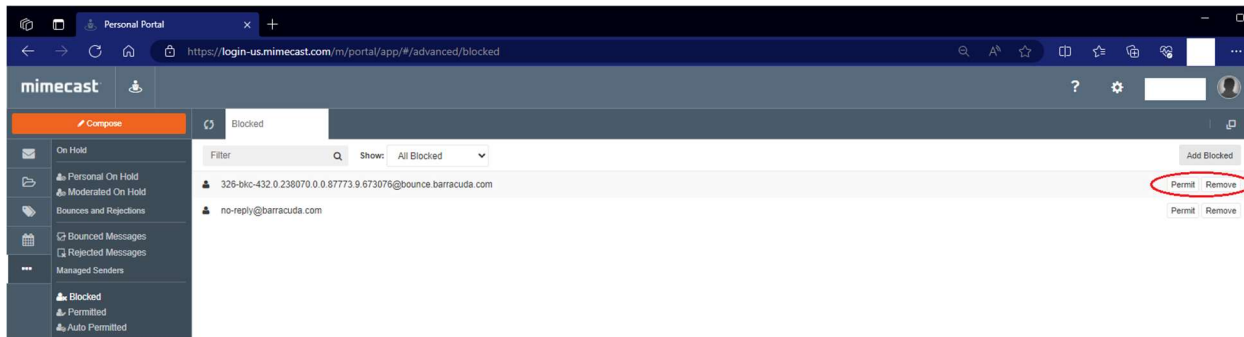 Personal Portal
https://login-us.mimecast.com/m/portal/app/#/advanced/blocked
mimecast
?
Compose
Blocked
On Hold
Filter
Show: All Blocked
Add Blocked
Personal On Hold
Moderated On Hold
326-bkc-432.0.238070.0.0.87773.9.673076@bounce.barracuda.com
Permit Remove
Bounces and Rejections
no-reply@barracuda.com
Permit Remove
Bounced Messages
Rejected Messages
Managed Senders
Blocked
Permitted
Auto Permitted